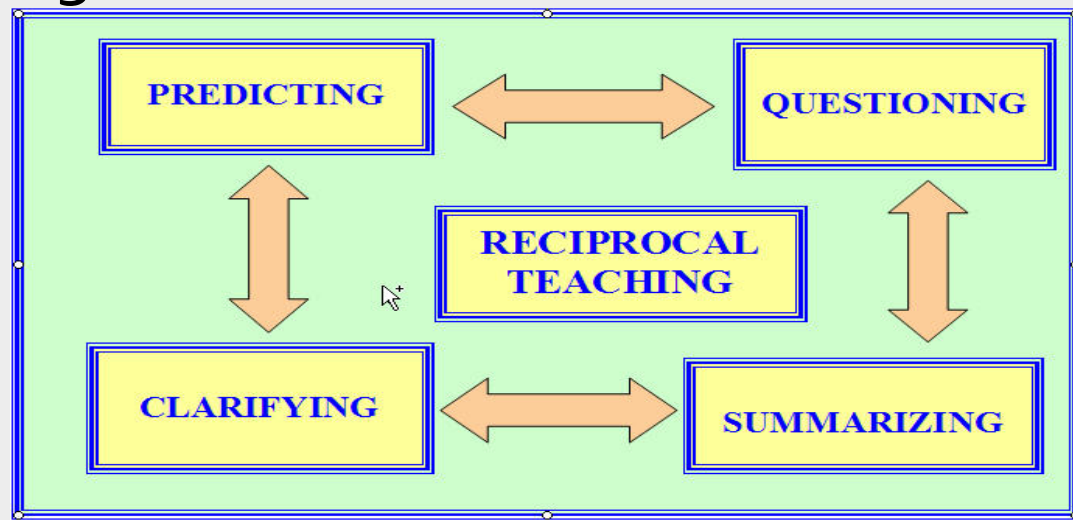 PREDICTING
QUESTIONING
RECIPROCAL
TEACHING
CLARIFYING
SUMMARIZING